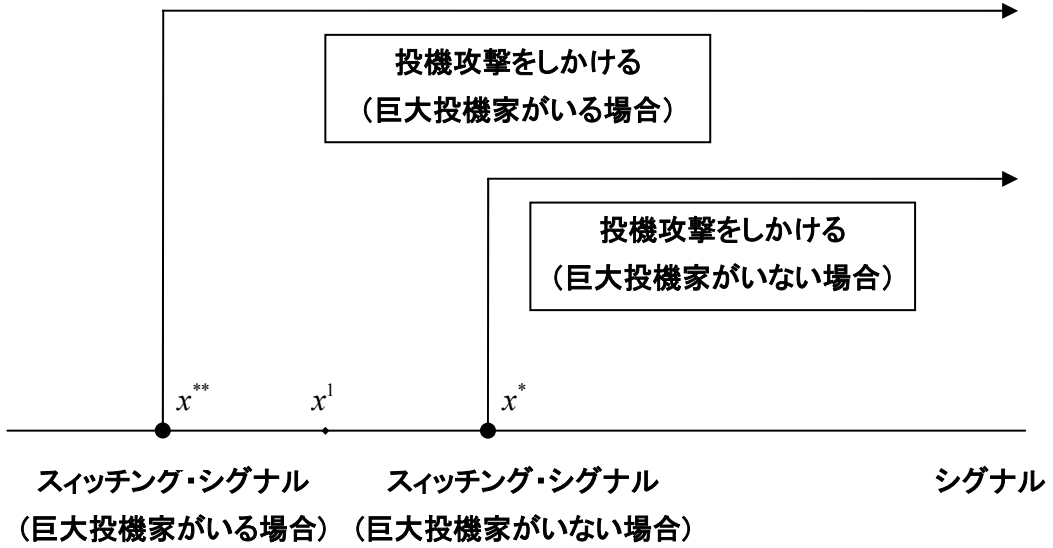 投機攻撃をしかける
（巨大投機家がいる場合）
投機攻撃をしかける
（巨大投機家がいない場合）
x** x¹ x*
スィッチング・シグナル スィッチング・シグナル シグナル
（巨大投機家がいる場合） （巨大投機家がいない場合）